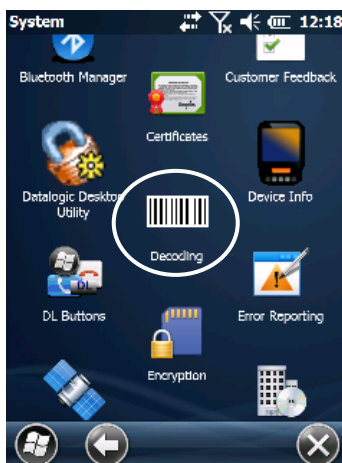 System 12:18
Bluetooth Manager
Customer Feedback
Certificates
Datalogic Desktop
Utility
Device Info
Decoding
DL Buttons
DL
Error Reporting
Encryption